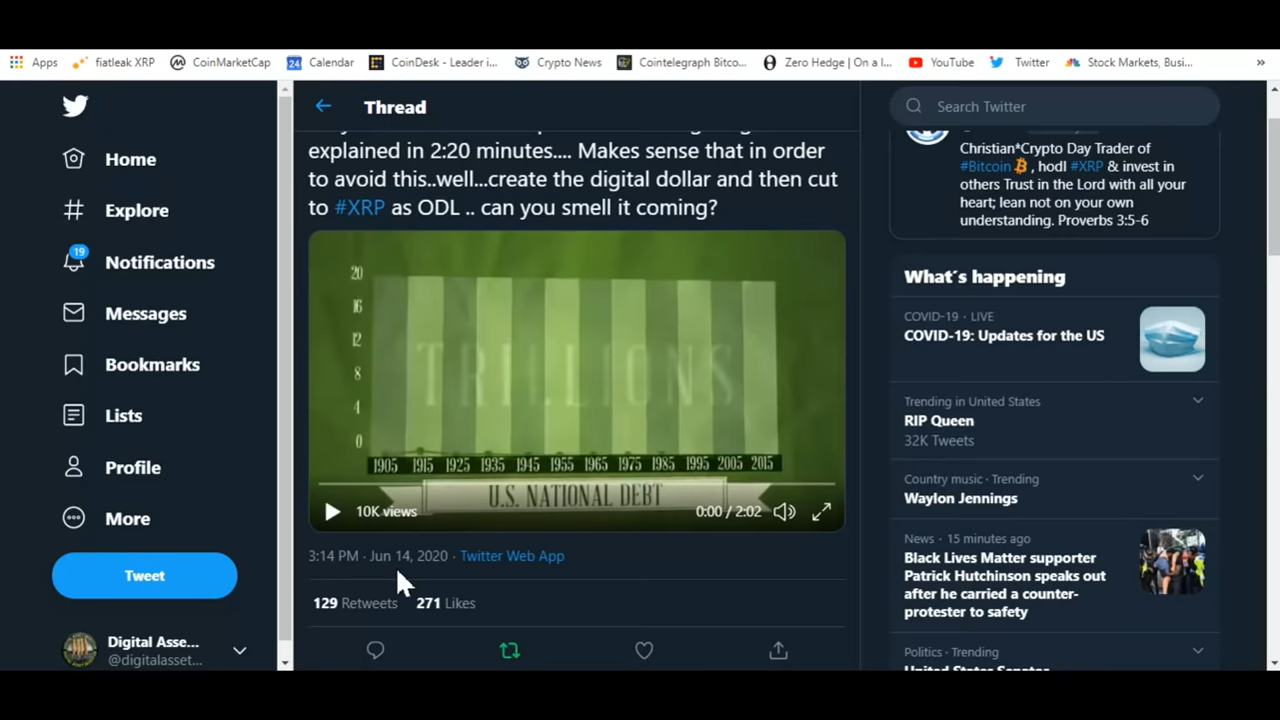 Apps
fiatleak XRP
CoinMarketCap
24
Calendar
CoinDesk - Leader i...
Crypto News
Cointelegraph Bitco...
Zero Hedge | On a l...
YouTube
Twitter
Stock Markets, Busi...
»
Home
Explore
19
Notifications
Messages
Bookmarks
Lists
Profile
More
Tweet
Digital Asse...
@digitalasset...
Thread
explained in 2:20 minutes.... Makes sense that in order
to avoid this..well...create the digital dollar and then cut
to #XRP as ODL .. can you smell it coming?
20
16
12
8
4
0
TRILLIONS
1905 1915 1925 1935 1945 1955 1965 1975 1985 1995 2005 2015
U.S. NATIONAL DEBT
10K views
0:00 / 2:02
3:14 PM · Jun 14, 2020 · Twitter Web App
129 Retweets 271 Likes
Search Twitter
Christian*Crypto Day Trader of
#Bitcoin , hodl #XRP & invest in
others Trust in the Lord with all your
heart; lean not on your own
understanding. Proverbs 3:5-6
What's happening
COVID-19 · LIVE
COVID-19: Updates for the US
Trending in United States
RIP Queen
32K Tweets
Country music · Trending
Waylon Jennings
News · 15 minutes ago
Black Lives Matter supporter
Patrick Hutchinson speaks out
after he carried a counter-
protester to safety
Politics · Trending
United States Senator